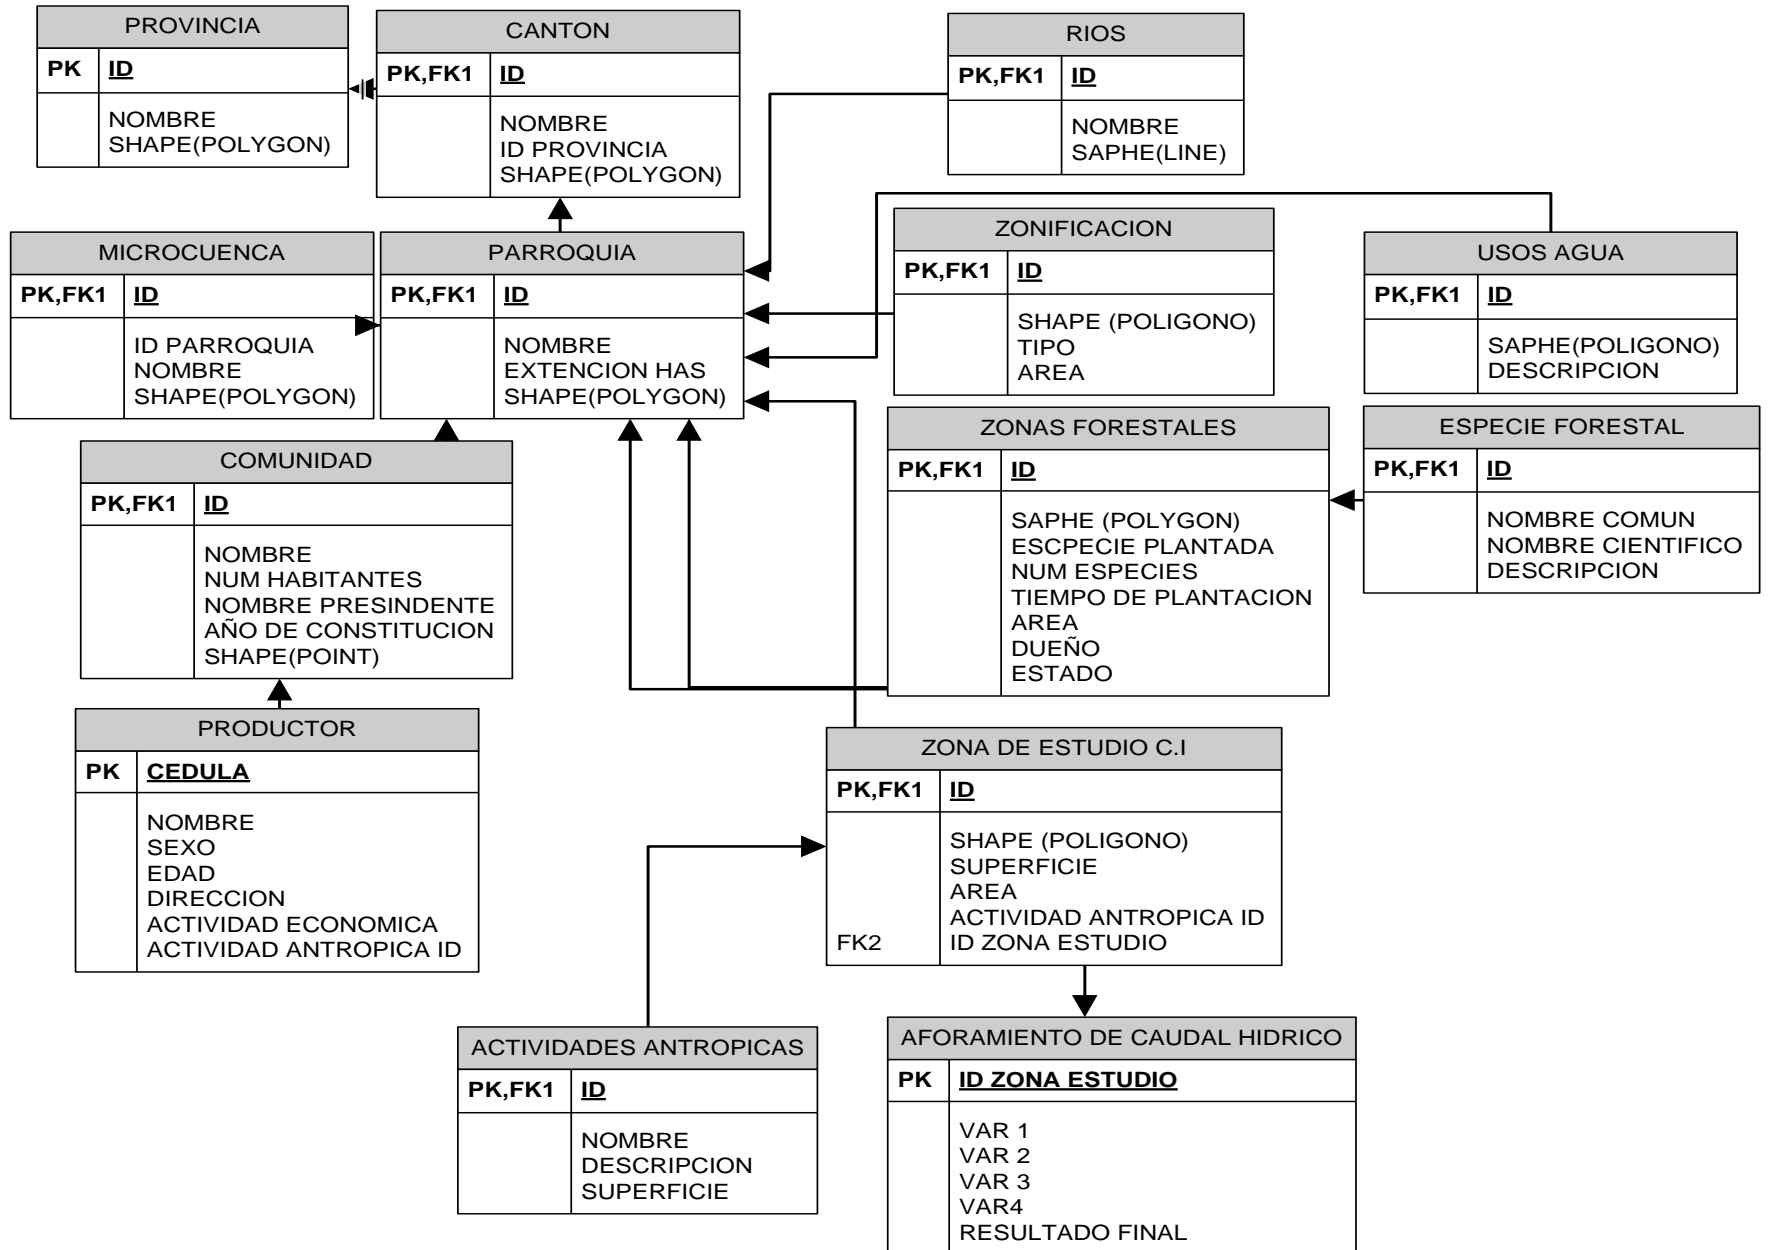 PROVINCIA
PK ID
NOMBRE
SHAPE(POLYGON)
CANTON
PK,FK1 ID
NOMBRE
ID PROVINCIA
SHAPE(POLYGON)
RIOS
PK,FK1 ID
NOMBRE
SAPHE(LINE)
MICROCUENCA
PK,FK1 ID
ID PARROQUIA
NOMBRE
SHAPE(POLYGON)
PARROQUIA
PK,FK1 ID
NOMBRE
EXTENCION HAS
SHAPE(POLYGON)
ZONIFICACION
PK,FK1 ID
SHAPE (POLIGONO)
TIPO
AREA
USOS AGUA
PK,FK1 ID
SAPHE(POLIGONO)
DESCRIPCION
COMUNIDAD
PK,FK1 ID
NOMBRE
NUM HABITANTES
NOMBRE PRESINDENTE
AÑO DE CONSTITUCION
SHAPE(POINT)
ZONAS FORESTALES
PK,FK1 ID
SAPHE (POLYGON)
ESCPECIE PLANTADA
NUM ESPECIES
TIEMPO DE PLANTACION
AREA
DUEÑO
ESTADO
ESPECIE FORESTAL
PK,FK1 ID
NOMBRE COMUN
NOMBRE CIENTIFICO
DESCRIPCION
PRODUCTOR
PK CEDULA
NOMBRE
SEXO
EDAD
DIRECCION
ACTIVIDAD ECONOMICA
ACTIVIDAD ANTROPICA ID
ZONA DE ESTUDIO C.I
PK,FK1 ID
SHAPE (POLIGONO)
SUPERFICIE
AREA
ACTIVIDAD ANTROPICA ID
FK2 ID ZONA ESTUDIO
ACTIVIDADES ANTROPICAS
PK,FK1 ID
NOMBRE
DESCRIPCION
SUPERFICIE
AFORAMIENTO DE CAUDAL HIDRICO
PK ID ZONA ESTUDIO
VAR 1
VAR 2
VAR 3
VAR4
RESULTADO FINAL